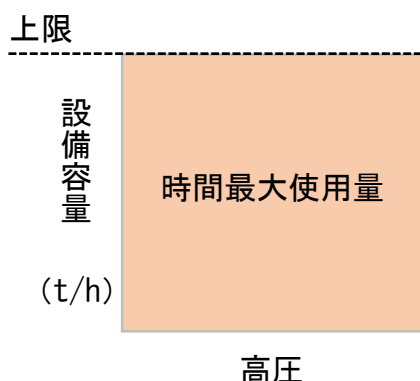 上限
設備容量
(t/h)
時間最大使用量
高圧